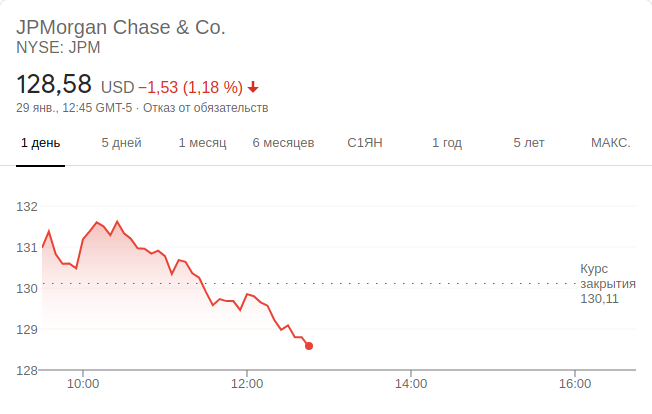 JPMorgan Chase & Co.
NYSE: JPM
128,58 USD −1,53 (1,18 %)
29 янв., 12:45 GMT-5 · Отказ от обязательств
1 день 5 дней 1 месяц 6 месяцев С1ЯН 1 год 5 лет МАКС.
132
131
130
129
128
Курс
закрытия
130,11
10:00 12:00 14:00 16:00